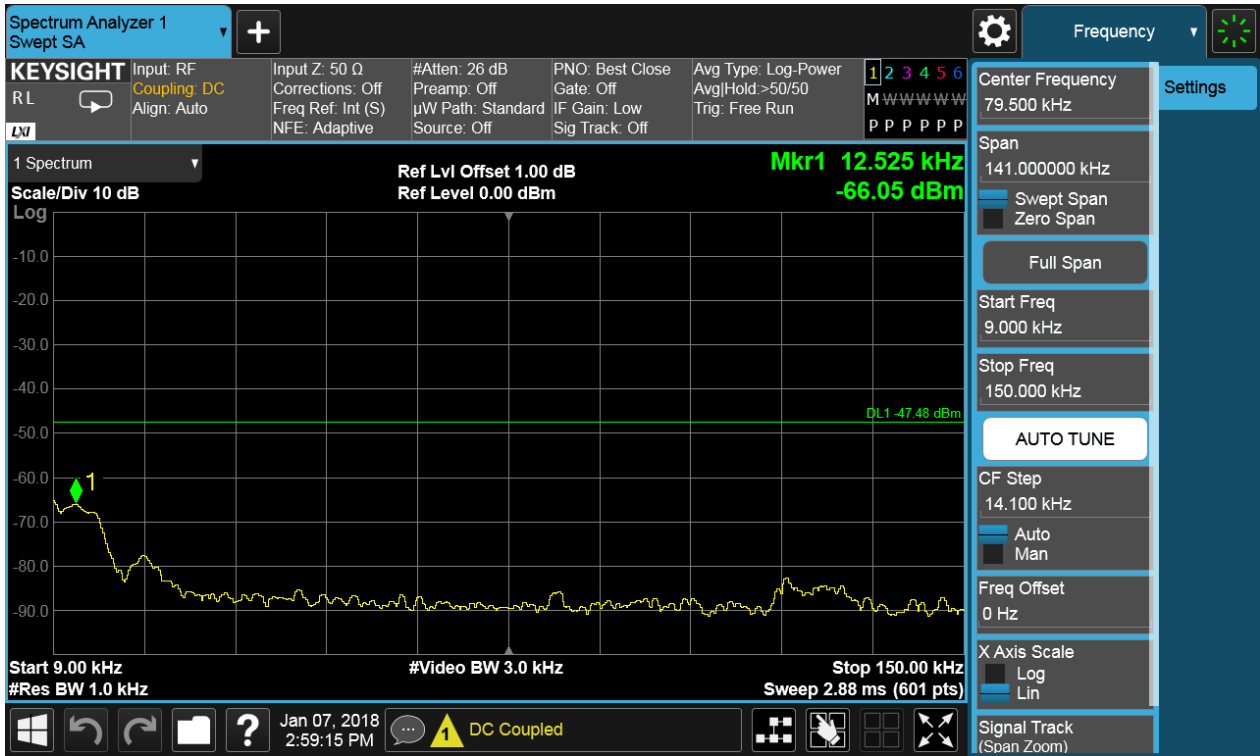 Spectrum Analyzer 1
Swept SA
+
Frequency
KEYSIGHT
R L
LXI
Input: RF
Coupling: DC
Align: Auto
Input Z: 50 Ω
Corrections: Off
Freq Ref: Int (S)
NFE: Adaptive
#Atten: 26 dB
Preamp: Off
µW Path: Standard
Source: Off
PNO: Best Close
Gate: Off
IF Gain: Low
Sig Track: Off
Avg Type: Log-Power
Avg|Hold:>50/50
Trig: Free Run
1 2 3 4 5 6
M W W W W W
P P P P P P
1 Spectrum
Scale/Div 10 dB
Log
Ref Lvl Offset 1.00 dB
Ref Level 0.00 dBm
Mkr1 12.525 kHz
-66.05 dBm
-10.0
-20.0
-30.0
-40.0
DL1 -47.48 dBm
-50.0
-60.0
1
-70.0
-80.0
-90.0
Start 9.00 kHz
#Res BW 1.0 kHz
#Video BW 3.0 kHz
Stop 150.00 kHz
Sweep 2.88 ms (601 pts)
Center Frequency
79.500 kHz
Span
141.000000 kHz
Swept Span
Zero Span
Full Span
Start Freq
9.000 kHz
Stop Freq
150.000 kHz
AUTO TUNE
CF Step
14.100 kHz
Auto
Man
Freq Offset
0 Hz
X Axis Scale
Log
Lin
Signal Track
(Span Zoom)
Settings
?
Jan 07, 2018
2:59:15 PM
1
DC Coupled